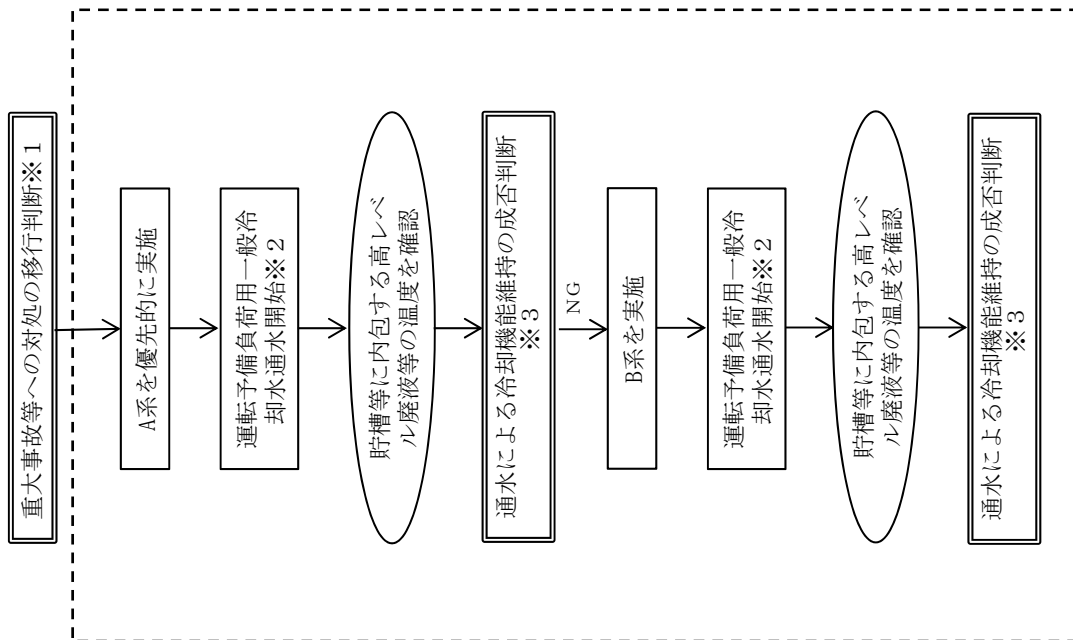 重大事故等への対処の移行判断※1
A系を優先的に実施
運転予備負荷用一般冷
却水通水開始※2
貯槽等に内包する高レベ
ル廃液等の温度を確認
通水による冷却機能維持の成否判断
※3
NG
B系を実施
運転予備負荷用一般冷
却水通水開始※2
貯槽等に内包する高レベ
ル廃液等の温度を確認
通水による冷却機能維持の成否判断
※3